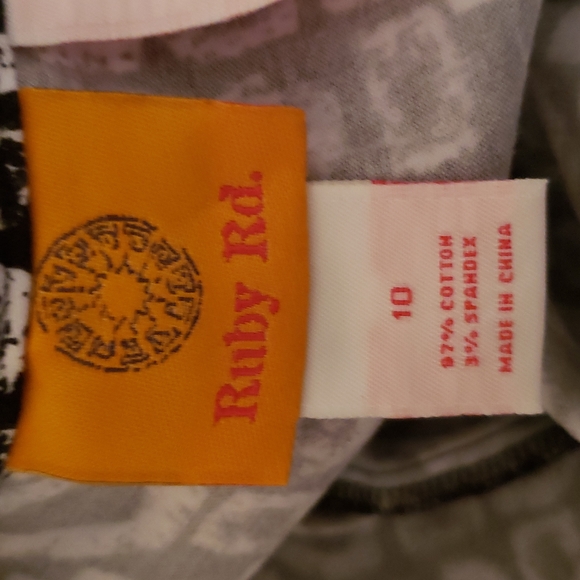 Ruby Rd.
10
97% COTTON
3% SPANDEX
MADE IN CHINA